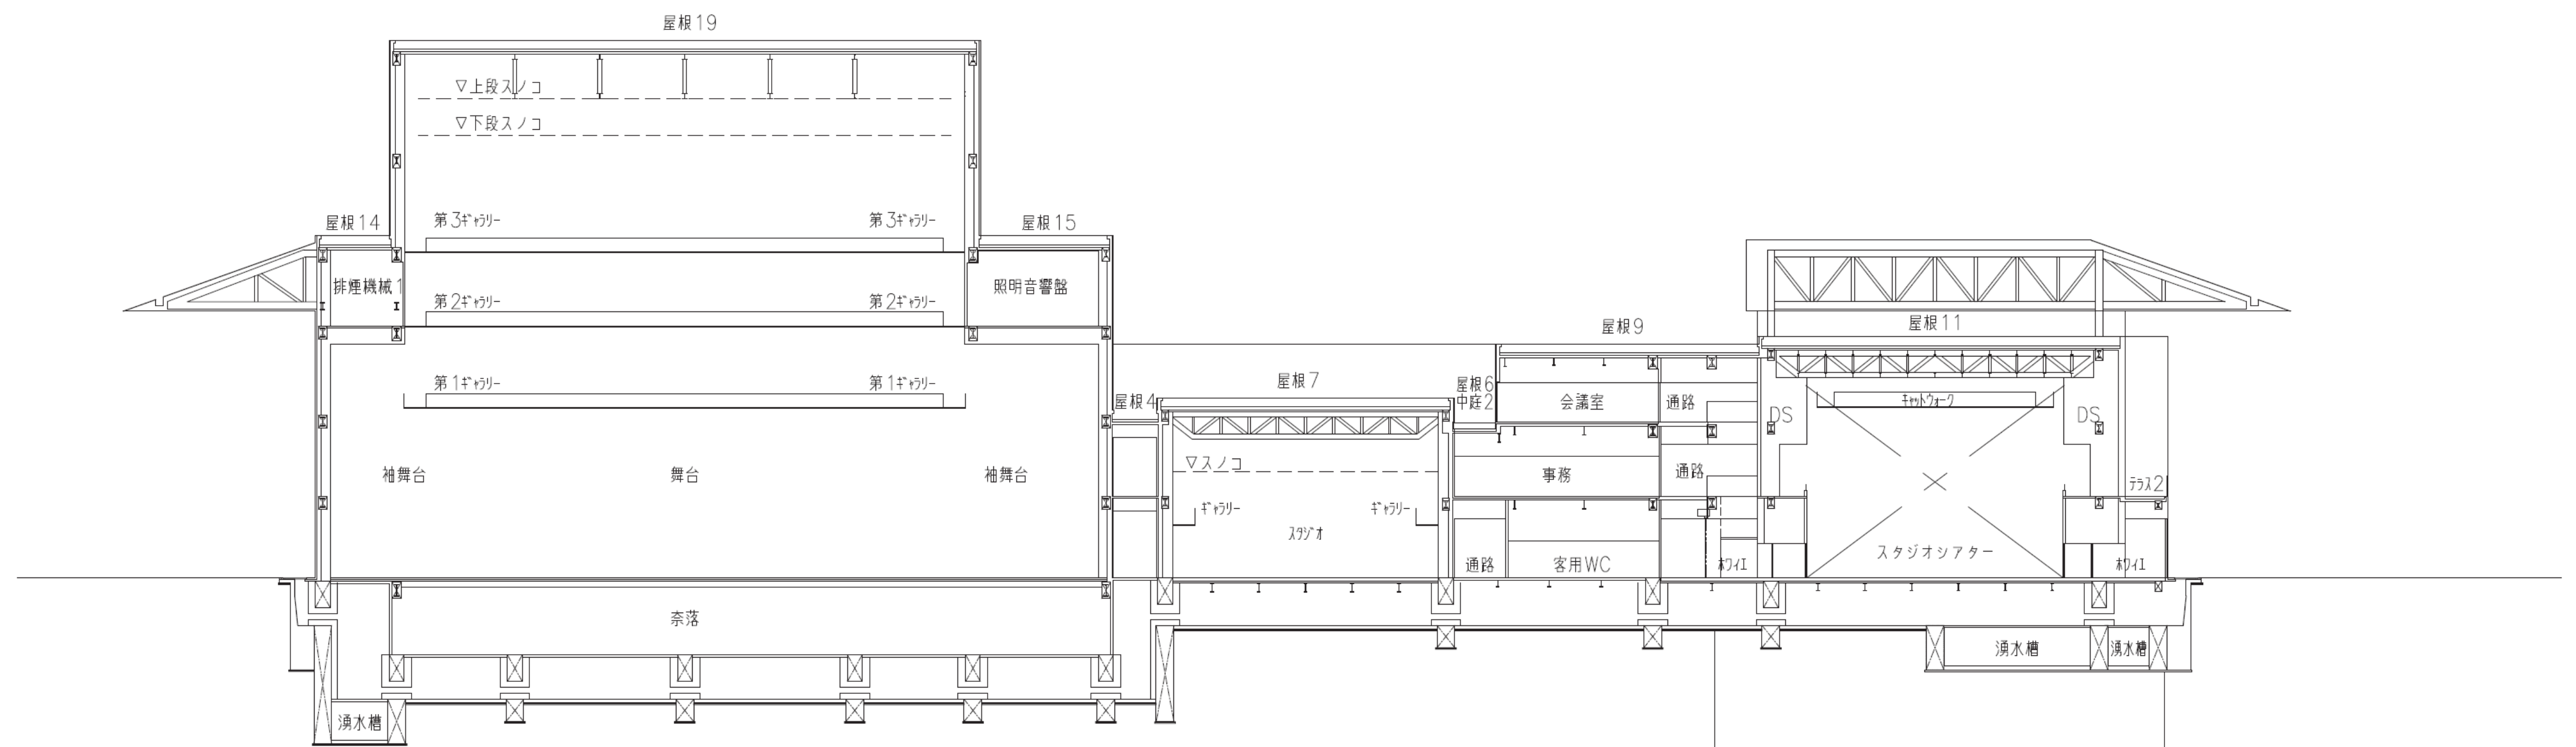 屋根19
▽上段スノコ
▽下段スノコ
屋根14
第3ギャラリー
第3ギャラリー
屋根15
排煙機械1
第2ギャラリー
第2ギャラリー
照明音響盤
屋根9
屋根11
第1ギャラリー
第1ギャラリー
屋根4
屋根7
屋根6
中庭2
会議室
通路
キャットウォーク
DS
DS
袖舞台
舞台
袖舞台
▽スノコ
事務
通路
テラス2
ギャラリー
ギャラリー
スタジオ
スタジオシアター
通路
客用WC
ホワイエ
ホワイエ
奈落
湧水槽
湧水槽
湧水槽